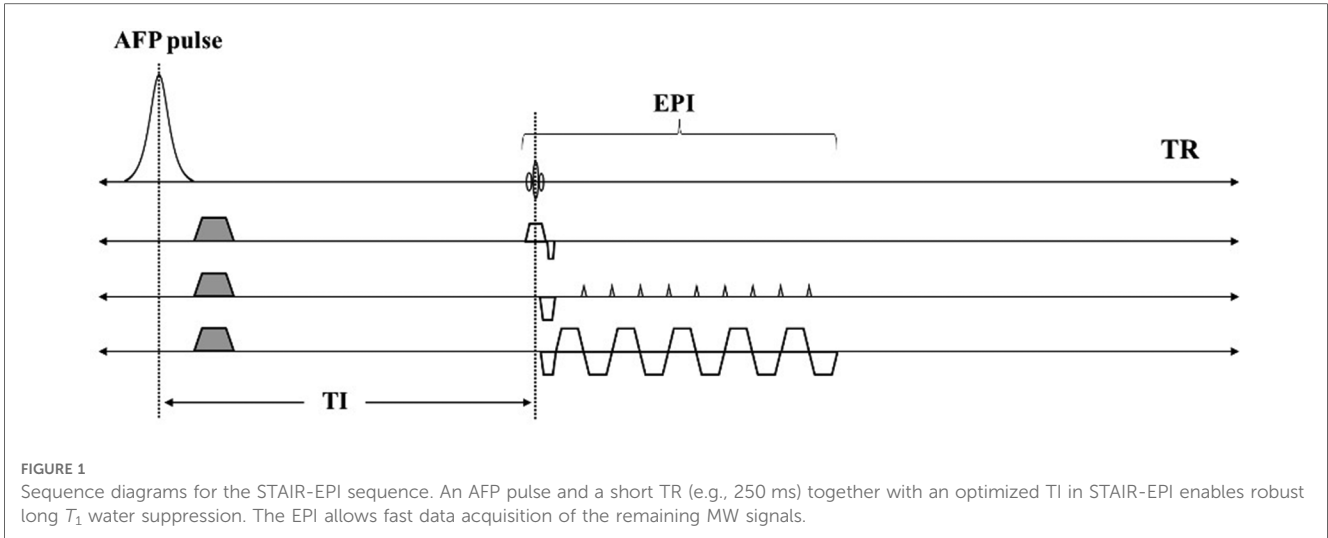 AFP pulse
EPI
TR
TI
FIGURE 1
Sequence diagrams for the STAIR-EPI sequence. An AFP pulse and a short TR (e.g., 250 ms) together with an optimized TI in STAIR-EPI enables robust
long T1 water suppression. The EPI allows fast data acquisition of the remaining MW signals.